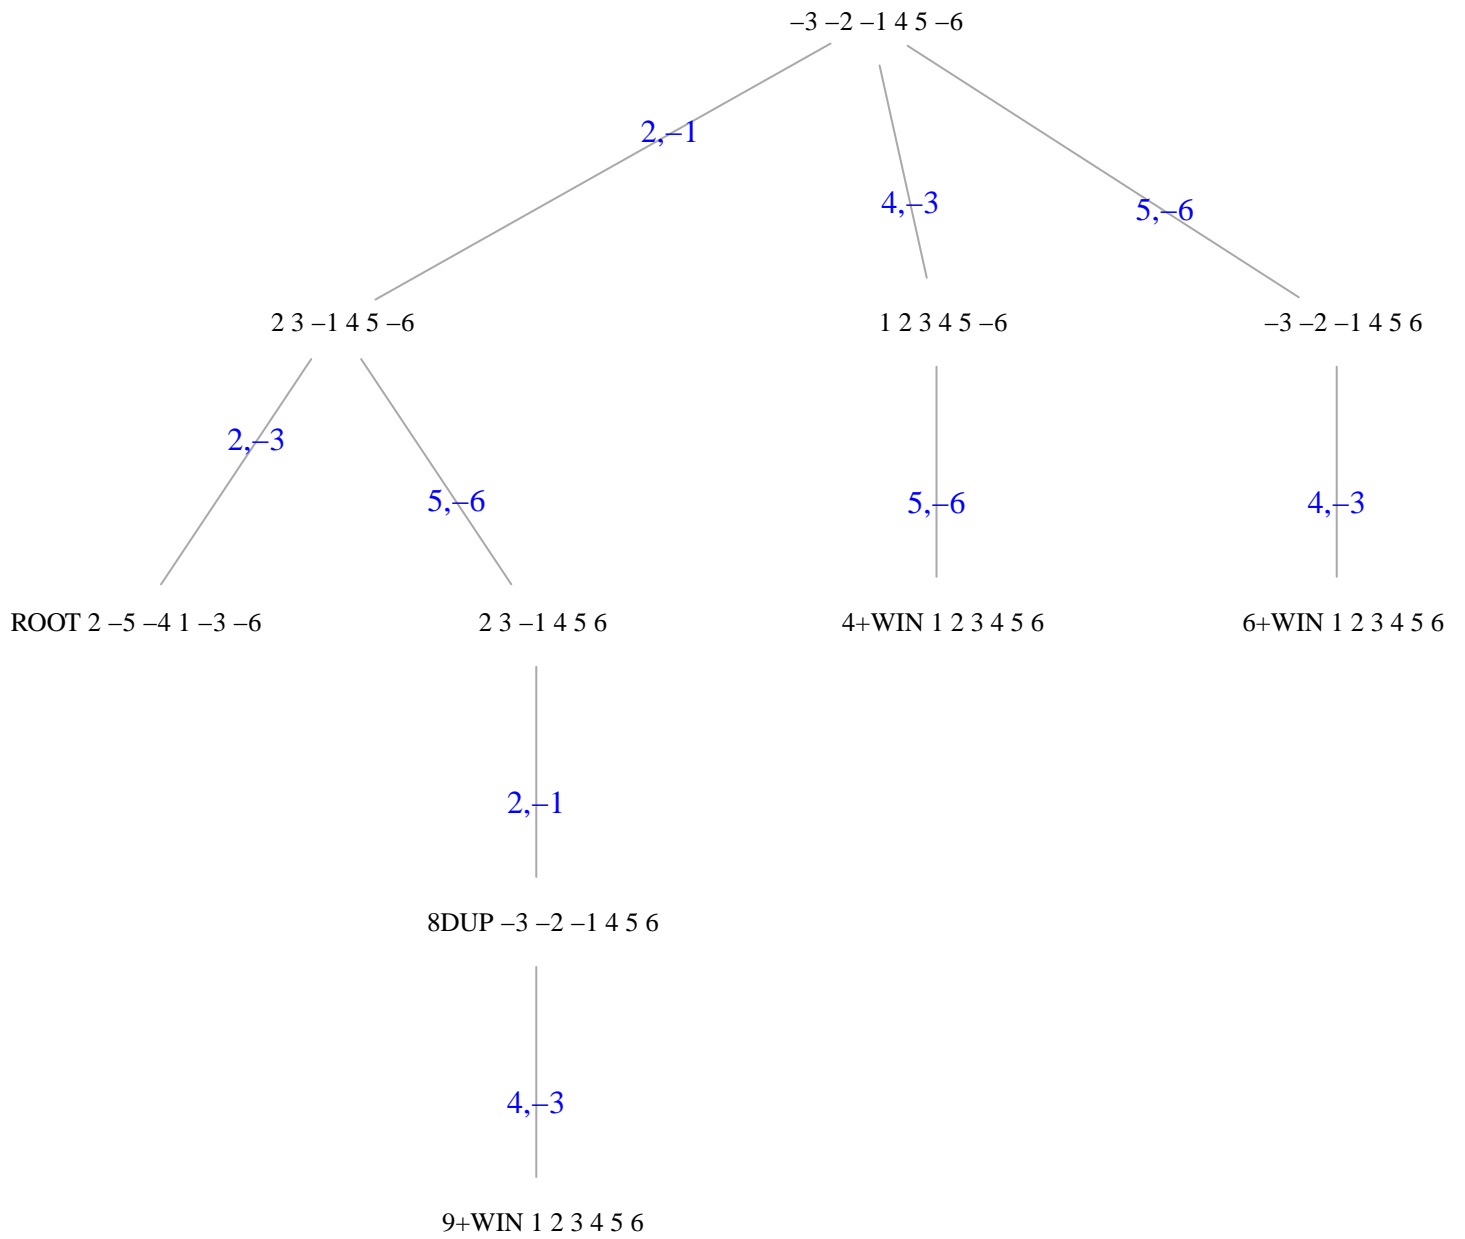 –3 –2 –1 4 5 –6
2,–1
4,–3
5,–6
2 3 –1 4 5 –6
1 2 3 4 5 –6
–3 –2 –1 4 5 6
2,–3
5,–6
5,–6
4,–3
ROOT 2 –5 –4 1 –3 –6
2 3 –1 4 5 6
4+WIN 1 2 3 4 5 6
6+WIN 1 2 3 4 5 6
2,–1
8DUP –3 –2 –1 4 5 6
4,–3
9+WIN 1 2 3 4 5 6